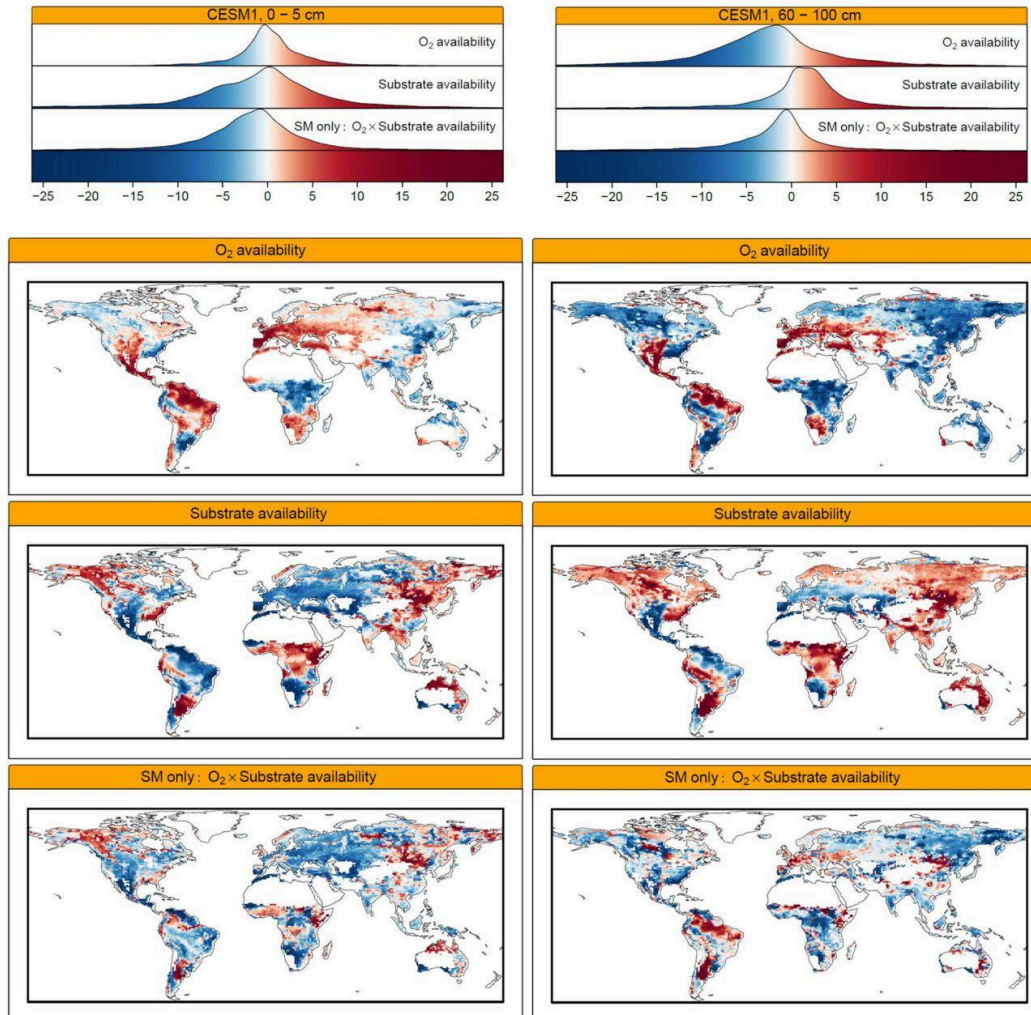 CESM1, 0 − 5 cm
O₂ availability
Substrate availability
SM only : O₂ × Substrate availability
−25 −20 −15 −10 −5 0 5 10 15 20 25
CESM1, 60 − 100 cm
O₂ availability
Substrate availability
SM only : O₂ × Substrate availability
−25 −20 −15 −10 −5 0 5 10 15 20 25
O₂ availability
O₂ availability
Substrate availability
Substrate availability
SM only : O₂ × Substrate availability
SM only : O₂ × Substrate availability